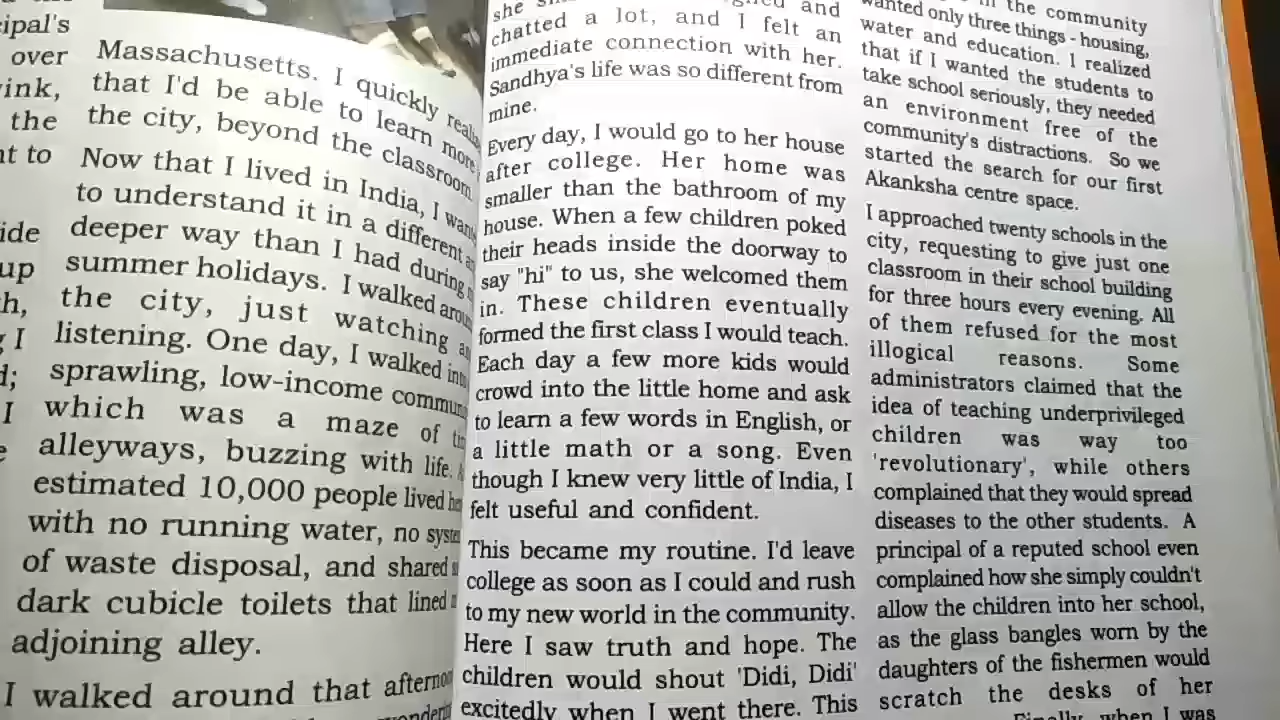 ipal's
over
ink,
the
to
up
I
I
Massachusetts. I quickly
that I'd be able to learn more
the city, beyond the classroom.
Now that I lived in India, I
to understand it in a different
deeper way than I had during
summer holidays. I walked
the city, just watching
listening. One day, I walked
sprawling, low-income
which was a maze of
alleyways, buzzing with life.
estimated 10,000 people lived
with no running water, no
of waste disposal, and shared
dark cubicle toilets that lined
adjoining alley.
I walked around that
she and
chatted a lot, and I felt an
immediate connection with her.
Sandhya's life was so different from
mine.
Every day, I would go to her house
after college. Her home was
smaller than the bathroom of my
house. When a few children poked
their heads inside the doorway to
say "hi" to us, she welcomed them
in. These children eventually
formed the first class I would teach.
Each day a few more kids would
crowd into the little home and ask
to learn a few words in English, or
a little math or a song. Even
though I knew very little of India, I
felt useful and confident.
This became my routine. I'd leave
college as soon as I could and rush
to my new world in the community.
Here I saw truth and hope. The
children would shout 'Didi, Didi'
excitedly when I went there. This
in the community
wanted only three things - housing,
water and education. I realized
that if I wanted the students to
take school seriously, they needed
an environment free of the
community's distractions. So we
started the search for our first
Akanksha centre space.
I approached twenty schools in the
city, requesting to give just one
classroom in their school building
for three hours every evening. All
of them refused for the most
illogical reasons. Some
administrators claimed that the
idea of teaching underprivileged
children was way too
'revolutionary', while others
complained that they would spread
diseases to the other students. A
principal of a reputed school even
complained how she simply couldn't
allow the children into her school,
as the glass bangles worn by the
daughters of the fishermen would
scratch the desks of her
when I was